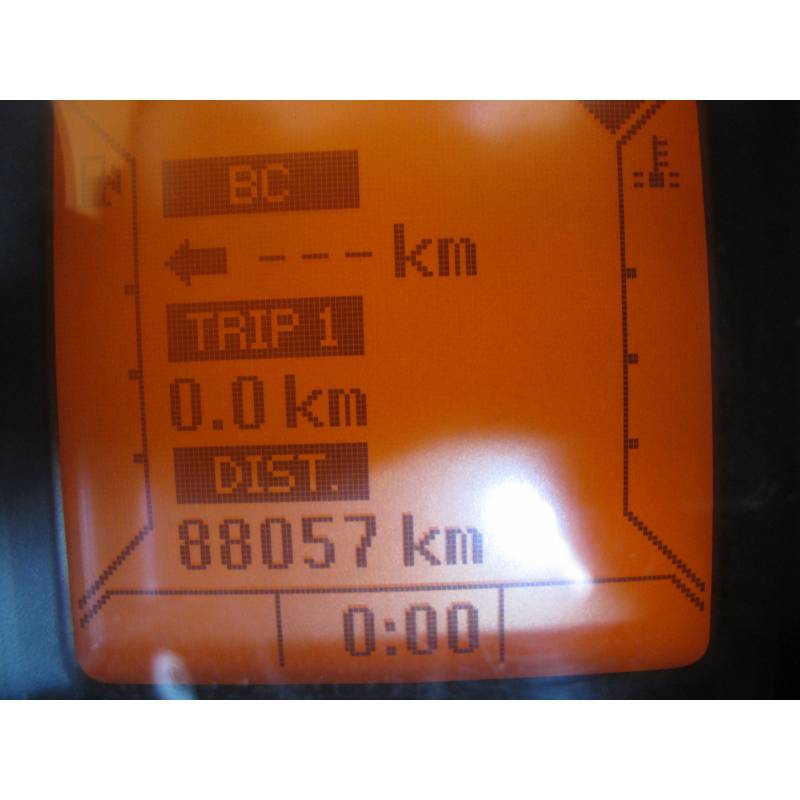 BC
--- km
TRIP 1
0.0 km
DIST.
88057 km
0:00